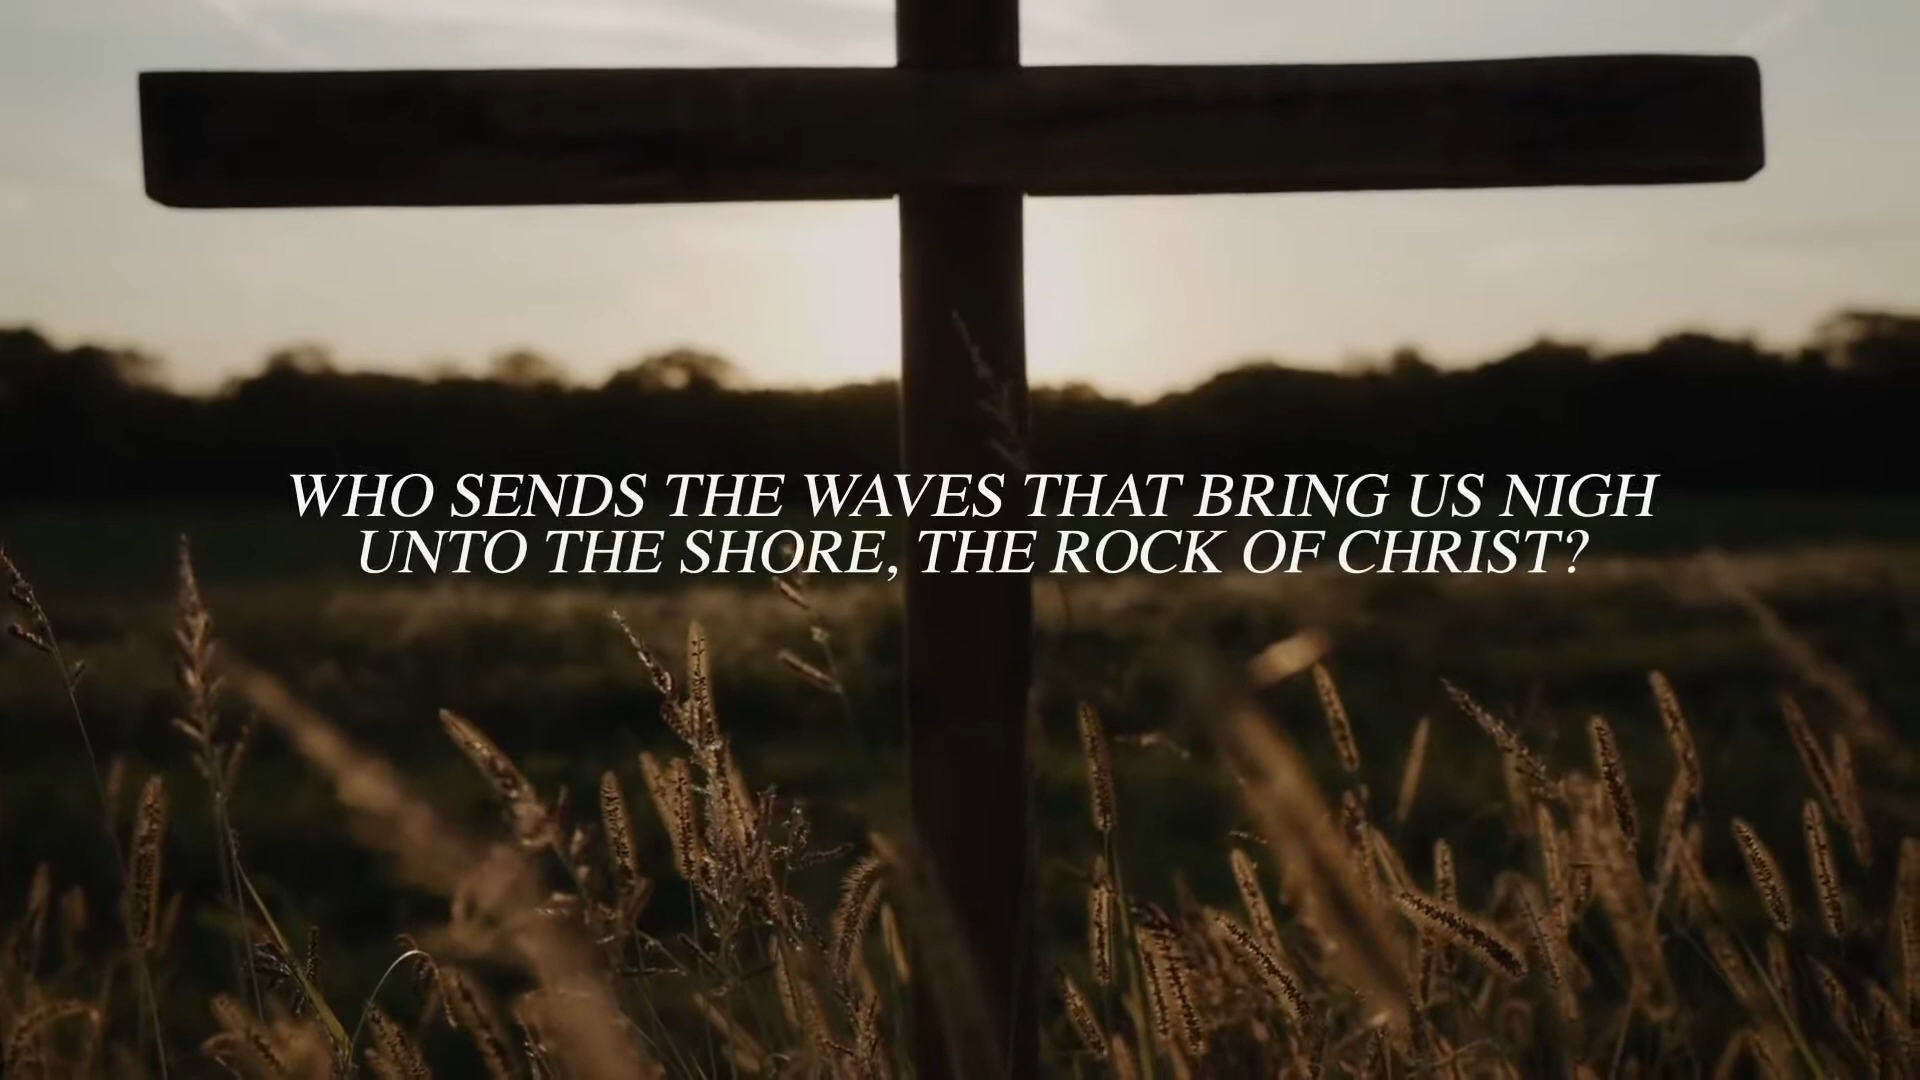 WHO SENDS THE WAVES THAT BRING US NIGH
UNTO THE SHORE, THE ROCK OF CHRIST?